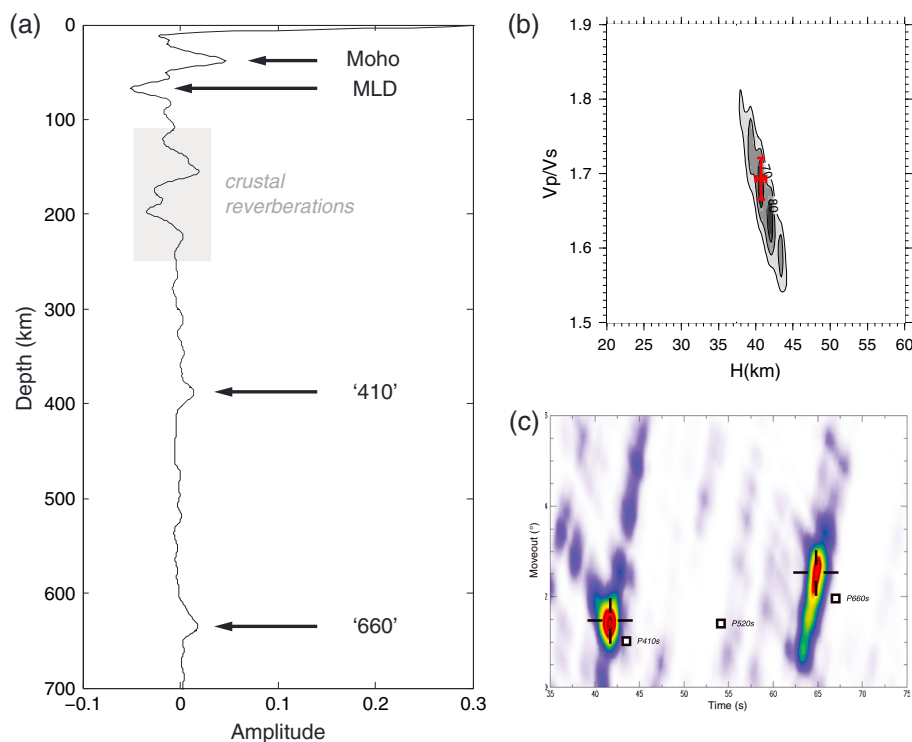 (a)
0
100
200
300
400
500
600
700
Depth (km)
−0.1
0
0.1
0.2
0.3
Amplitude
Moho
MLD
crustal
reverberations
'410'
'660'
(b)
1.9
1.8
1.7
1.6
1.5
Vp/Vs
70
80
20 25 30 35 40 45 50 55 60
H(km)
(c)
4
2
Moveout (°)
P410s
P520s
P660s
35 40 45 50 55 60 65 70 75
Time (s)